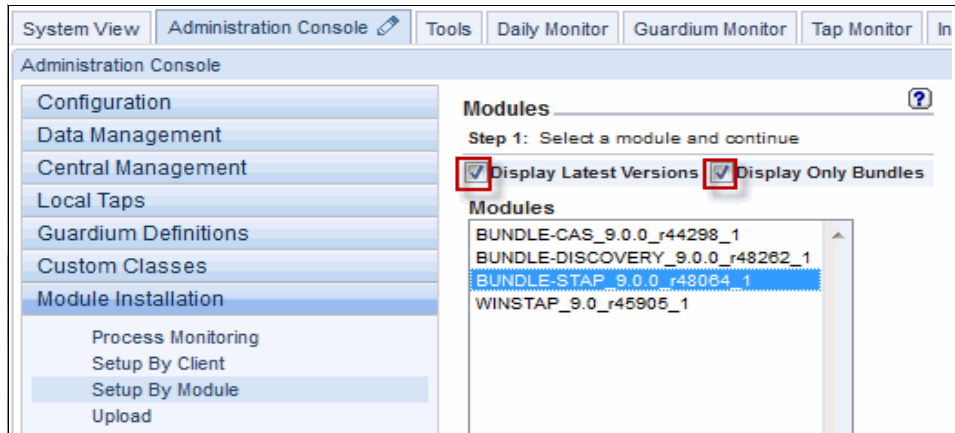 System View Administration Console Tools Daily Monitor Guardium Monitor Tap Monitor In
Administration Console
Configuration
Data Management
Central Management
Local Taps
Guardium Definitions
Custom Classes
Module Installation
Process Monitoring
Setup By Client
Setup By Module
Upload
Modules ?
Step 1: Select a module and continue
Display Latest Versions Display Only Bundles
Modules
BUNDLE-CAS_9.0.0_r44298_1
BUNDLE-DISCOVERY_9.0.0_r48262_1
BUNDLE-STAP_9.0.0_r48064_1
WINSTAP_9.0_r45905_1